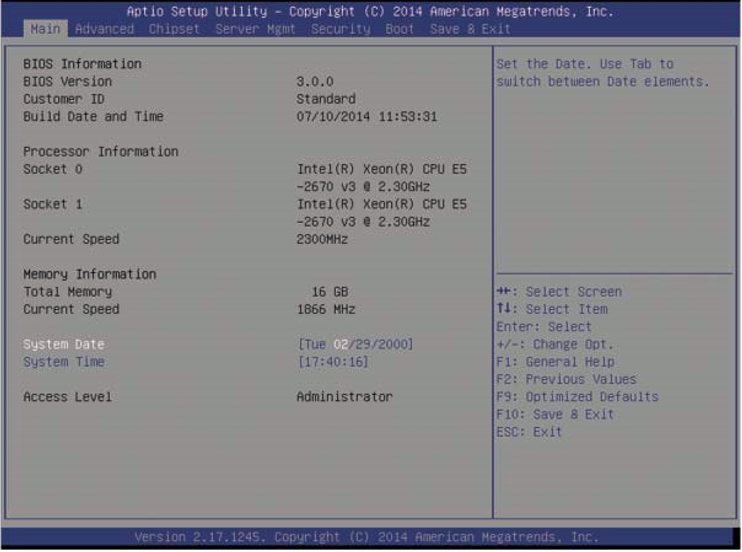 Aptio Setup Utility – Copyright (C) 2014 American Megatrends, Inc.
Main Advanced Chipset Server Mgmt Security Boot Save & Exit
BIOS Information
BIOS Version 3.0.0
Customer ID Standard
Build Date and Time 07/10/2014 11:53:31
Processor Information
Socket 0 Intel(R) Xeon(R) CPU E5
-2670 v3 @ 2.30GHz
Socket 1 Intel(R) Xeon(R) CPU E5
-2670 v3 @ 2.30GHz
Current Speed 2300MHz
Memory Information
Total Memory 16 GB
Current Speed 1866 MHz
System Date [Tue 02/29/2000]
System Time [17:40:16]
Access Level Administrator
Set the Date. Use Tab to
switch between Date elements.
→←: Select Screen
↑↓: Select Item
Enter: Select
+/-: Change Opt.
F1: General Help
F2: Previous Values
F9: Optimized Defaults
F10: Save & Exit
ESC: Exit
Version 2.17.1245. Copyright (C) 2014 American Megatrends, Inc.